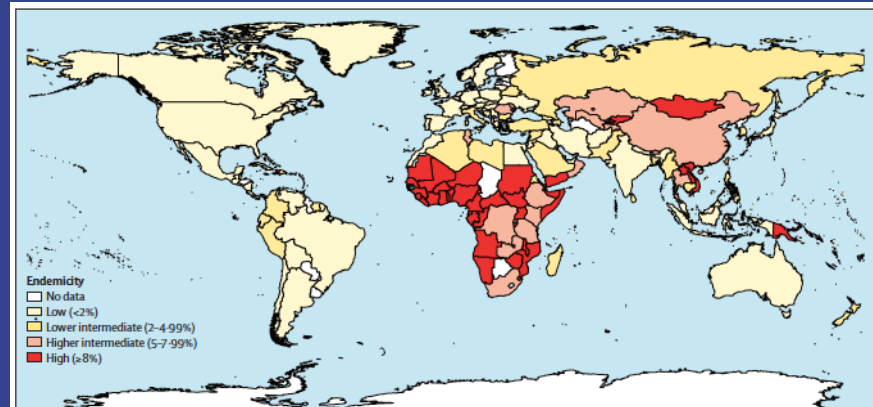 Endemicity
No data
Low (<2%)
Lower intermediate (2–4·99%)
Higher intermediate (5–7·99%)
High (≥8%)